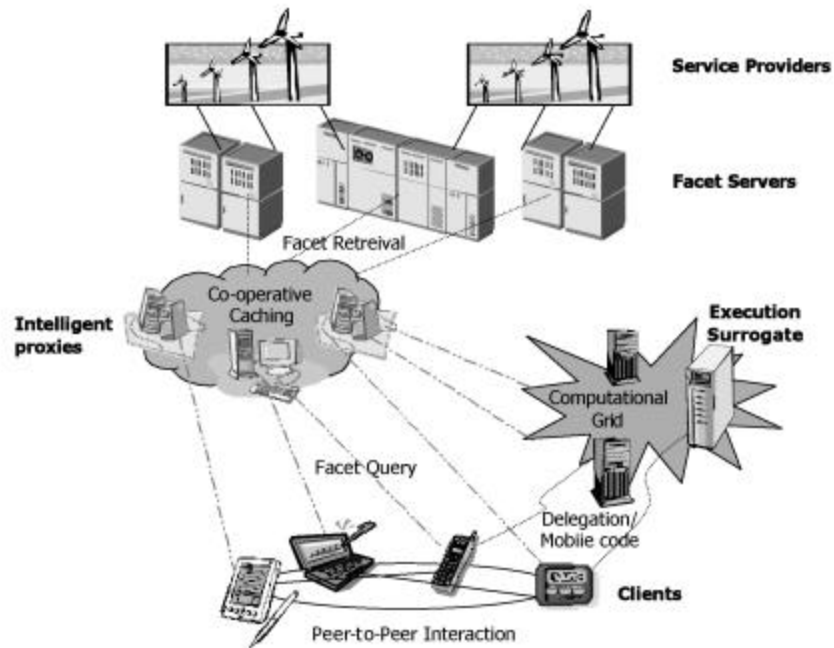 Service Providers
Facet Servers
Facet Retreival
Co-operative
Caching
Intelligent
proxies
Execution
Surrogate
Computational
Grid
Facet Query
Delegation/
Mobile code
Clients
Peer-to-Peer Interaction